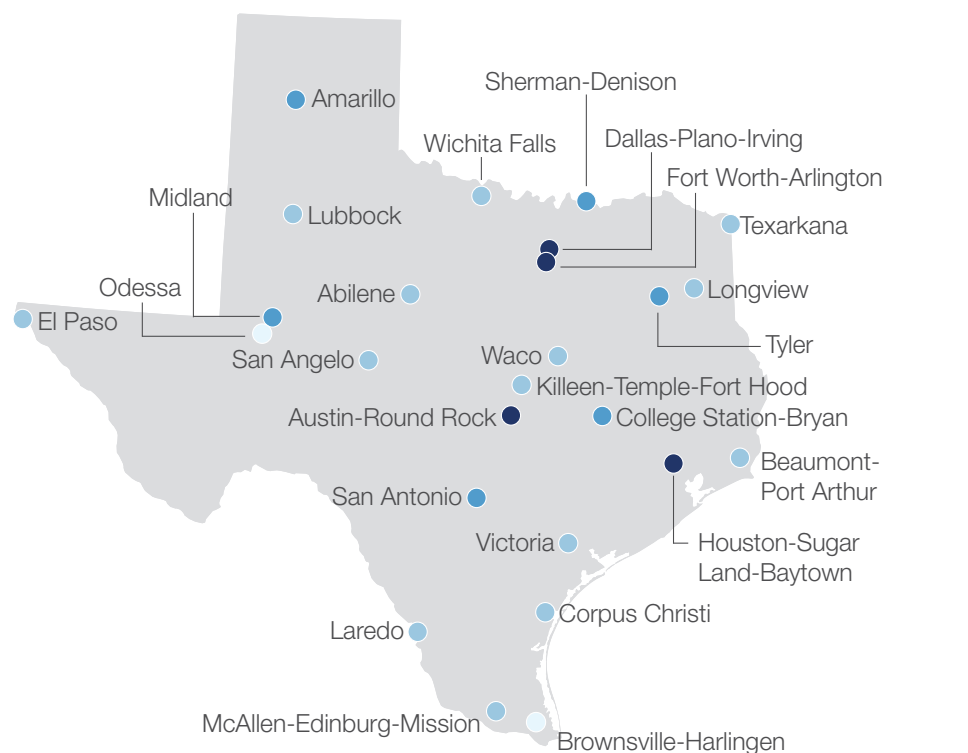 Sherman-Denison
Amarillo
Dallas-Plano-Irving
Wichita Falls
Fort Worth-Arlington
Midland
Lubbock
Texarkana
Odessa
Abilene
Longview
El Paso
San Angelo
Waco
Tyler
Killeen-Temple-Fort Hood
Austin-Round Rock
College Station-Bryan
Beaumont-
Port Arthur
San Antonio
Victoria
Houston-Sugar
Land-Baytown
Corpus Christi
Laredo
McAllen-Edinburg-Mission
Brownsville-Harlingen